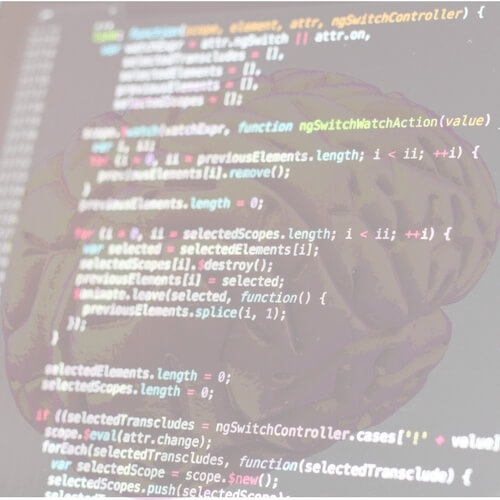 link: function(scope, element, attr, ngSwitchController) {
var watchExpr = attr.ngSwitch || attr.on,
selectedTranscludes = [],
selectedElements = [],
previousElements = [],
selectedScopes = [];
scope.$watch(watchExpr, function ngSwitchWatchAction(value)
var i, ii;
for (i = 0, ii = previousElements.length; i < ii; ++i) {
previousElements[i].remove();
}
previousElements.length = 0;
for (i = 0, ii = selectedScopes.length; i < ii; ++i) {
var selected = selectedElements[i];
selectedScopes[i].$destroy();
previousElements[i] = selected;
$animate.leave(selected, function() {
previousElements.splice(i, 1);
});
}
selectedElements.length = 0;
selectedScopes.length = 0;
if ((selectedTranscludes = ngSwitchController.cases['!' + value]
scope.$eval(attr.change);
forEach(selectedTranscludes, function(selectedTransclude) {
var selectedScope = scope.$new();
selectedScopes.push(selectedScope